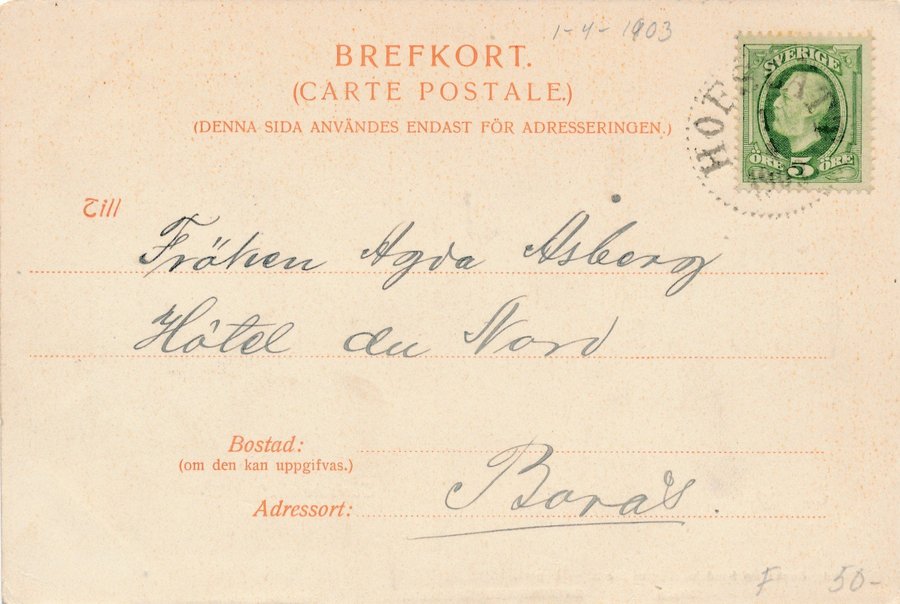 1-4-1903
BREFKORT.
(CARTE POSTALE.)
(DENNA SIDA ANVÄNDES ENDAST FÖR ADRESSERINGEN.)
SVERIGE
ÖRE 5 ÖRE
Till
Fröken Agda Asberg
Hôtel du Nord
Bostad:
(om den kan uppgifvas.)
Adressort:
Borås.
F 50-